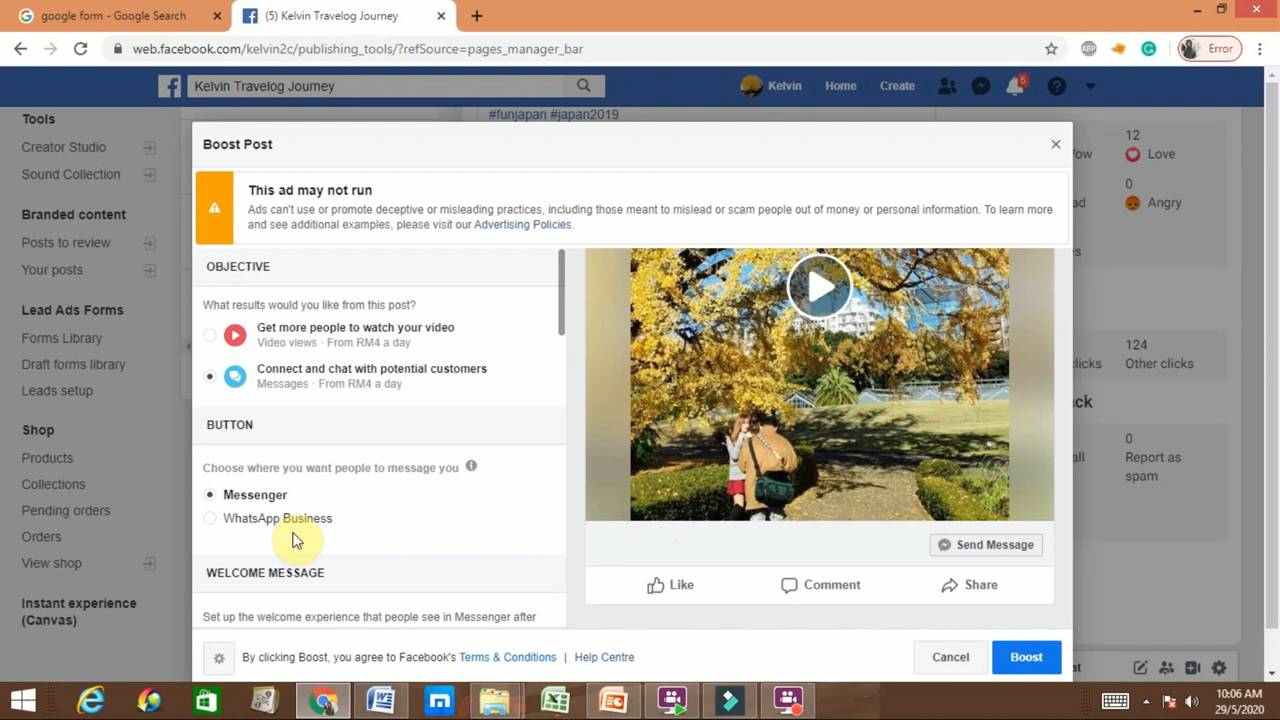 google form - Google Search
(5) Kelvin Travelog Journey
web.facebook.com/kelvin2c/publishing_tools/?refSource=pages_manager_bar
ABP
Error
Kelvin Travelog Journey
Kelvin
Home
Create
5
#funjapan #japan2019
Tools
Creator Studio
Sound Collection
Branded content
Posts to review
Your posts
Lead Ads Forms
Forms Library
Draft forms library
Leads setup
Shop
Products
Collections
Pending orders
Orders
View shop
Instant experience
(Canvas)
Boost Post
This ad may not run
Ads can't use or promote deceptive or misleading practices, including those meant to mislead or scam people out of money or personal information. To learn more
and see additional examples, please visit our Advertising Policies.
OBJECTIVE
What results would you like from this post?
Get more people to watch your video
Video views · From RM4 a day
Connect and chat with potential customers
Messages · From RM4 a day
BUTTON
Choose where you want people to message you
Messenger
WhatsApp Business
WELCOME MESSAGE
Set up the welcome experience that people see in Messenger after
Send Message
Like
Comment
Share
By clicking Boost, you agree to Facebook's Terms & Conditions | Help Centre
Cancel
Boost
12
Love
0
Angry
124
Other clicks
0
Report as
spam
10:06 AM
29/5/2020